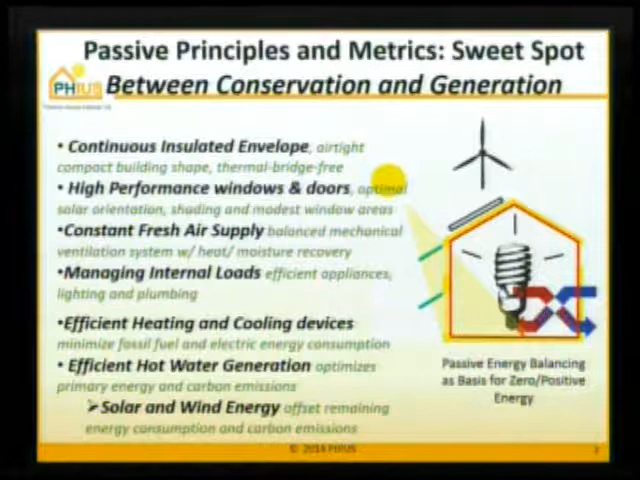 Passive Principles and Metrics: Sweet Spot
PHIUS
Between Conservation and Generation
•Continuous Insulated Envelope, airtight
compact building shape, thermal-bridge-free
•High Performance windows & doors, optimal
solar orientation, shading and modest window areas
•Constant Fresh Air Supply balanced mechanical
ventilation system w/ heat/ moisture recovery
•Managing Internal Loads efficient appliances,
lighting and plumbing
•Efficient Heating and Cooling devices
minimize fossil fuel and electric energy consumption
•Efficient Hot Water Generation optimizes
primary energy and carbon emissions
➤Solar and Wind Energy offset remaining
energy consumption and carbon emissions
Passive Energy Balancing
as Basis for Zero/Positive
Energy
© 2014 PHIUS